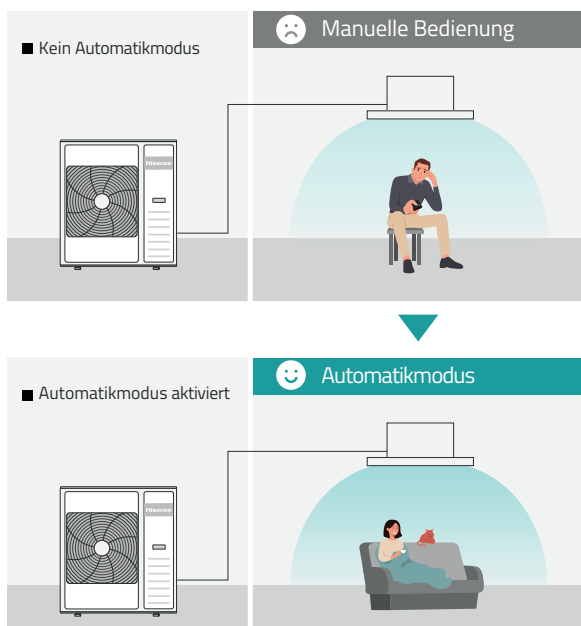 Manuelle Bedienung
Kein Automatikmodus
Hisense
Automatikmodus
Automatikmodus aktiviert
Hisense